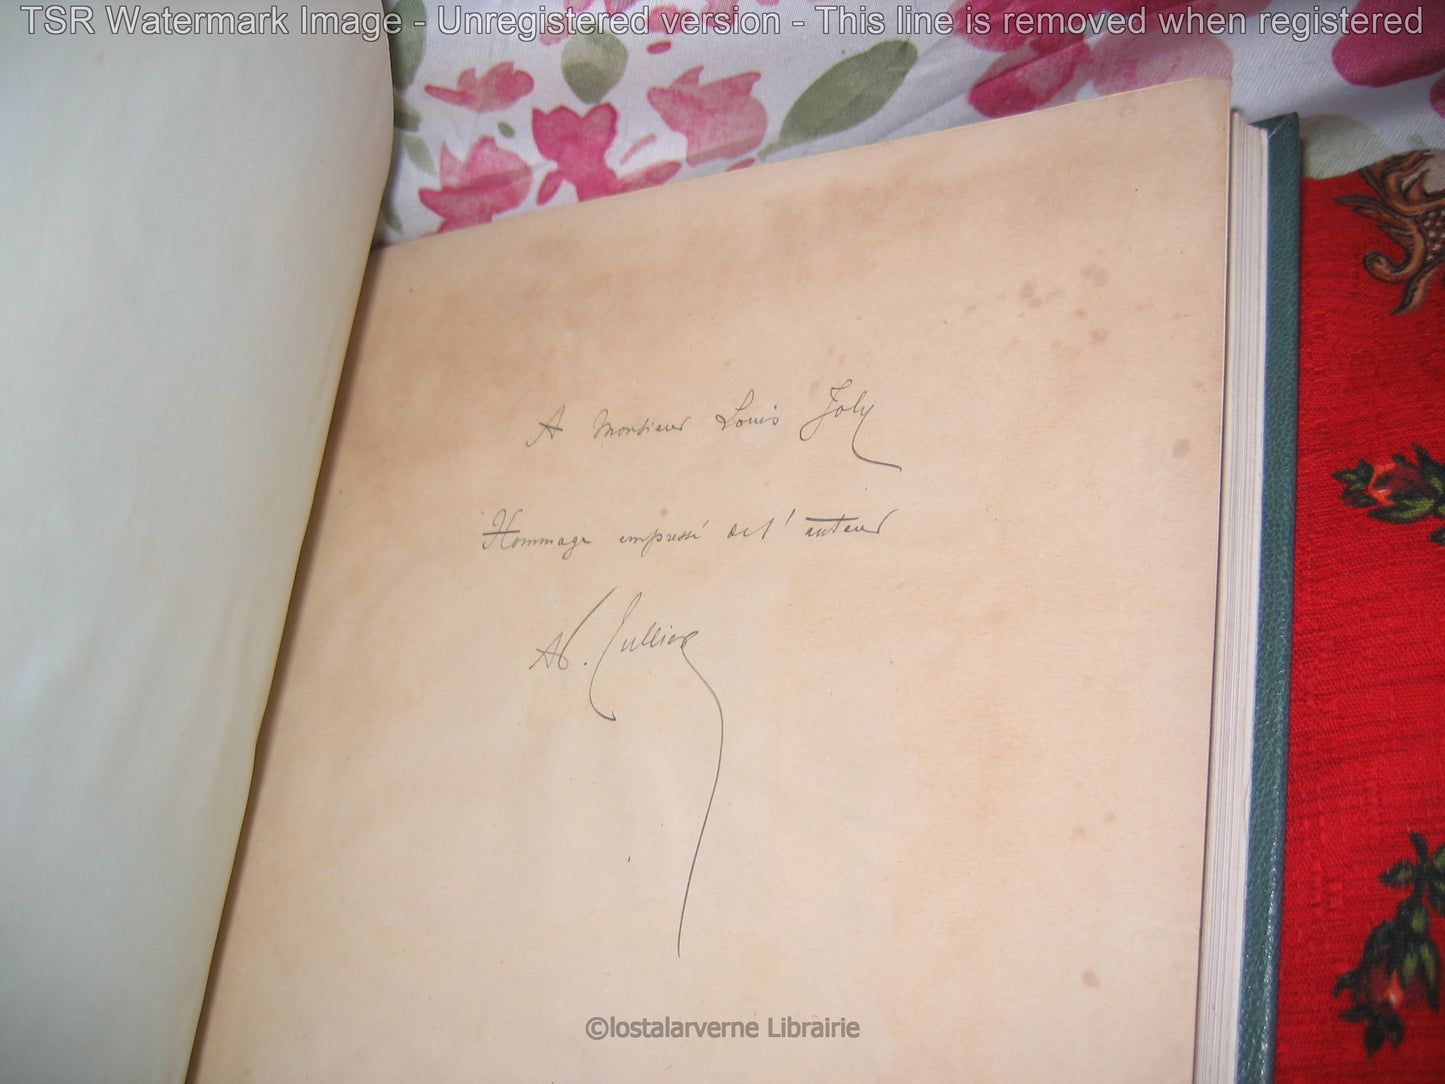 TSR Watermark Image - Unregistered version - This line is removed when registered
A Monsieur Louis Joly
Hommage empressé de l'auteur
©lostalarverne Librairie